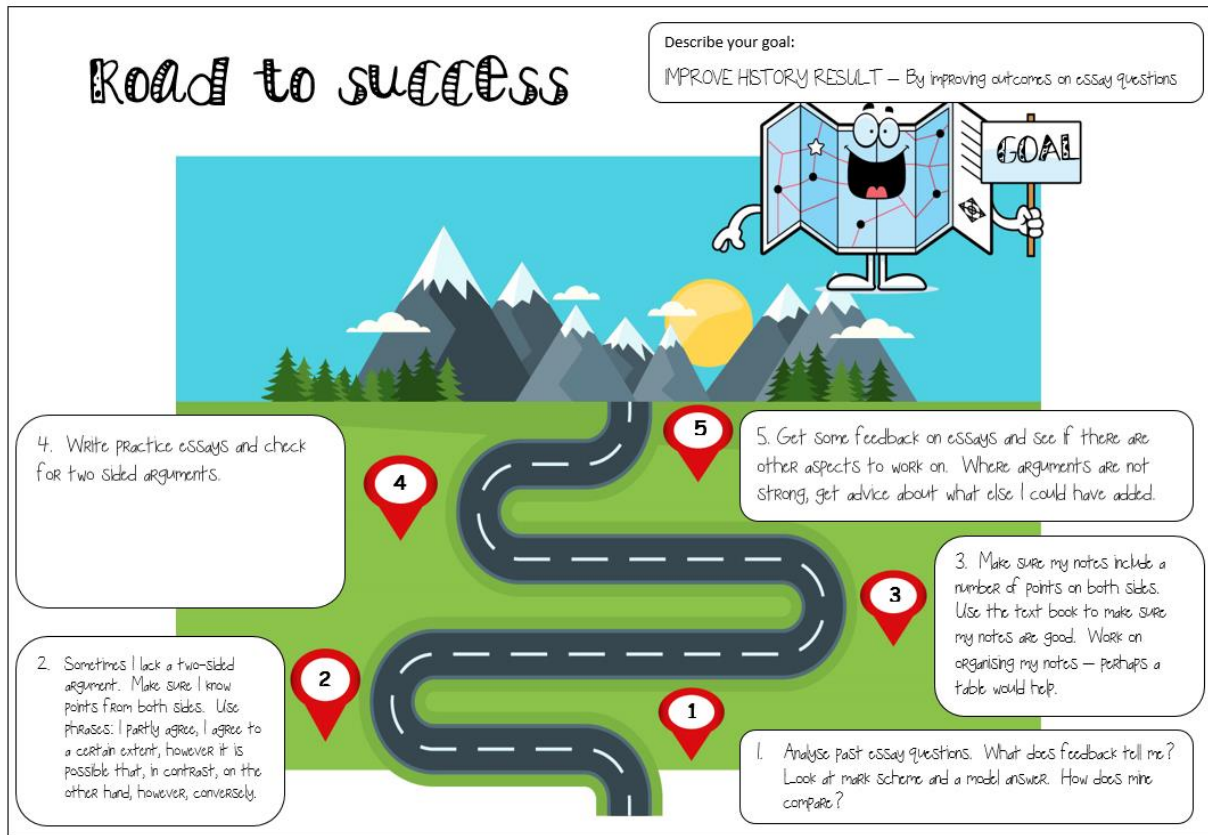 Road to success
Describe your goal:
IMPROVE HISTORY RESULT – By improving outcomes on essay questions
GOAL
5
5. Get some feedback on essays and see if there are
other aspects to work on. Where arguments are not
strong, get advice about what else I could have added.
4. Write practice essays and check
for two sided arguments.
4
3
3. Make sure my notes include a
number of points on both sides.
Use the text book to make sure
my notes are good. Work on
organising my notes – perhaps a
table would help.
2. Sometimes I lack a two-sided
argument. Make sure I know
points from both sides. Use
phrases: I partly agree, I agree to
a certain extent, however it is
possible that, in contrast, on the
other hand, however, conversely.
2
1
1. Analyse past essay questions. What does feedback tell me?
Look at mark scheme and a model answer. How does mine
compare?